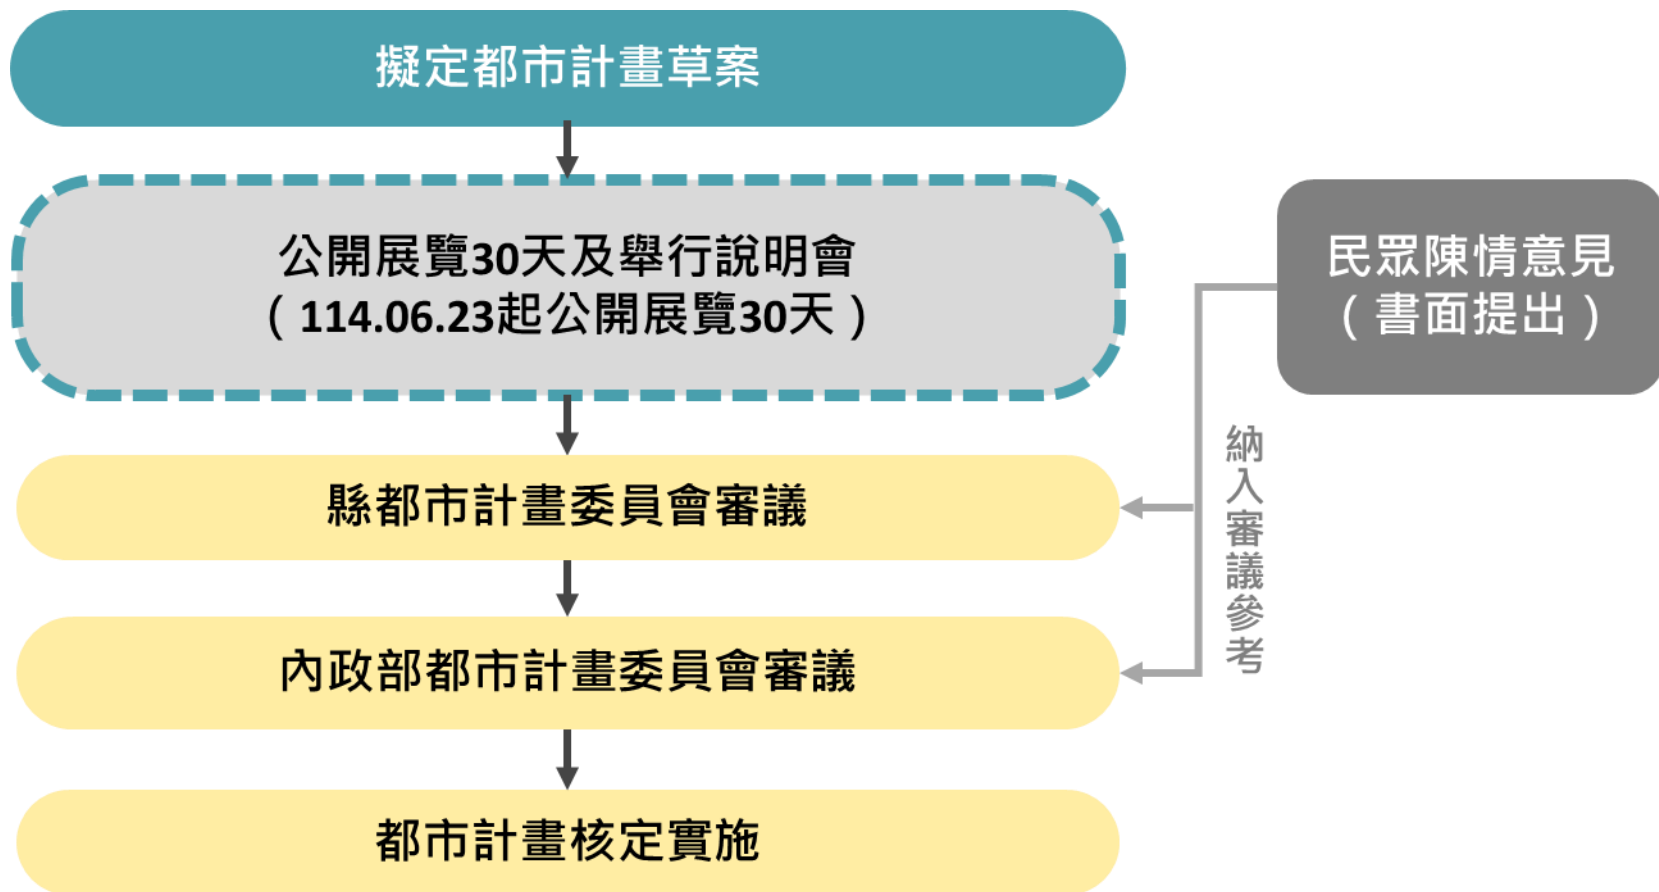 擬定都市計畫草案
公開展覽30天及舉行說明會
（114.06.23起公開展覽30天）
民眾陳情意見
（書面提出）
縣都市計畫委員會審議
納入審議參考
內政部都市計畫委員會審議
都市計畫核定實施